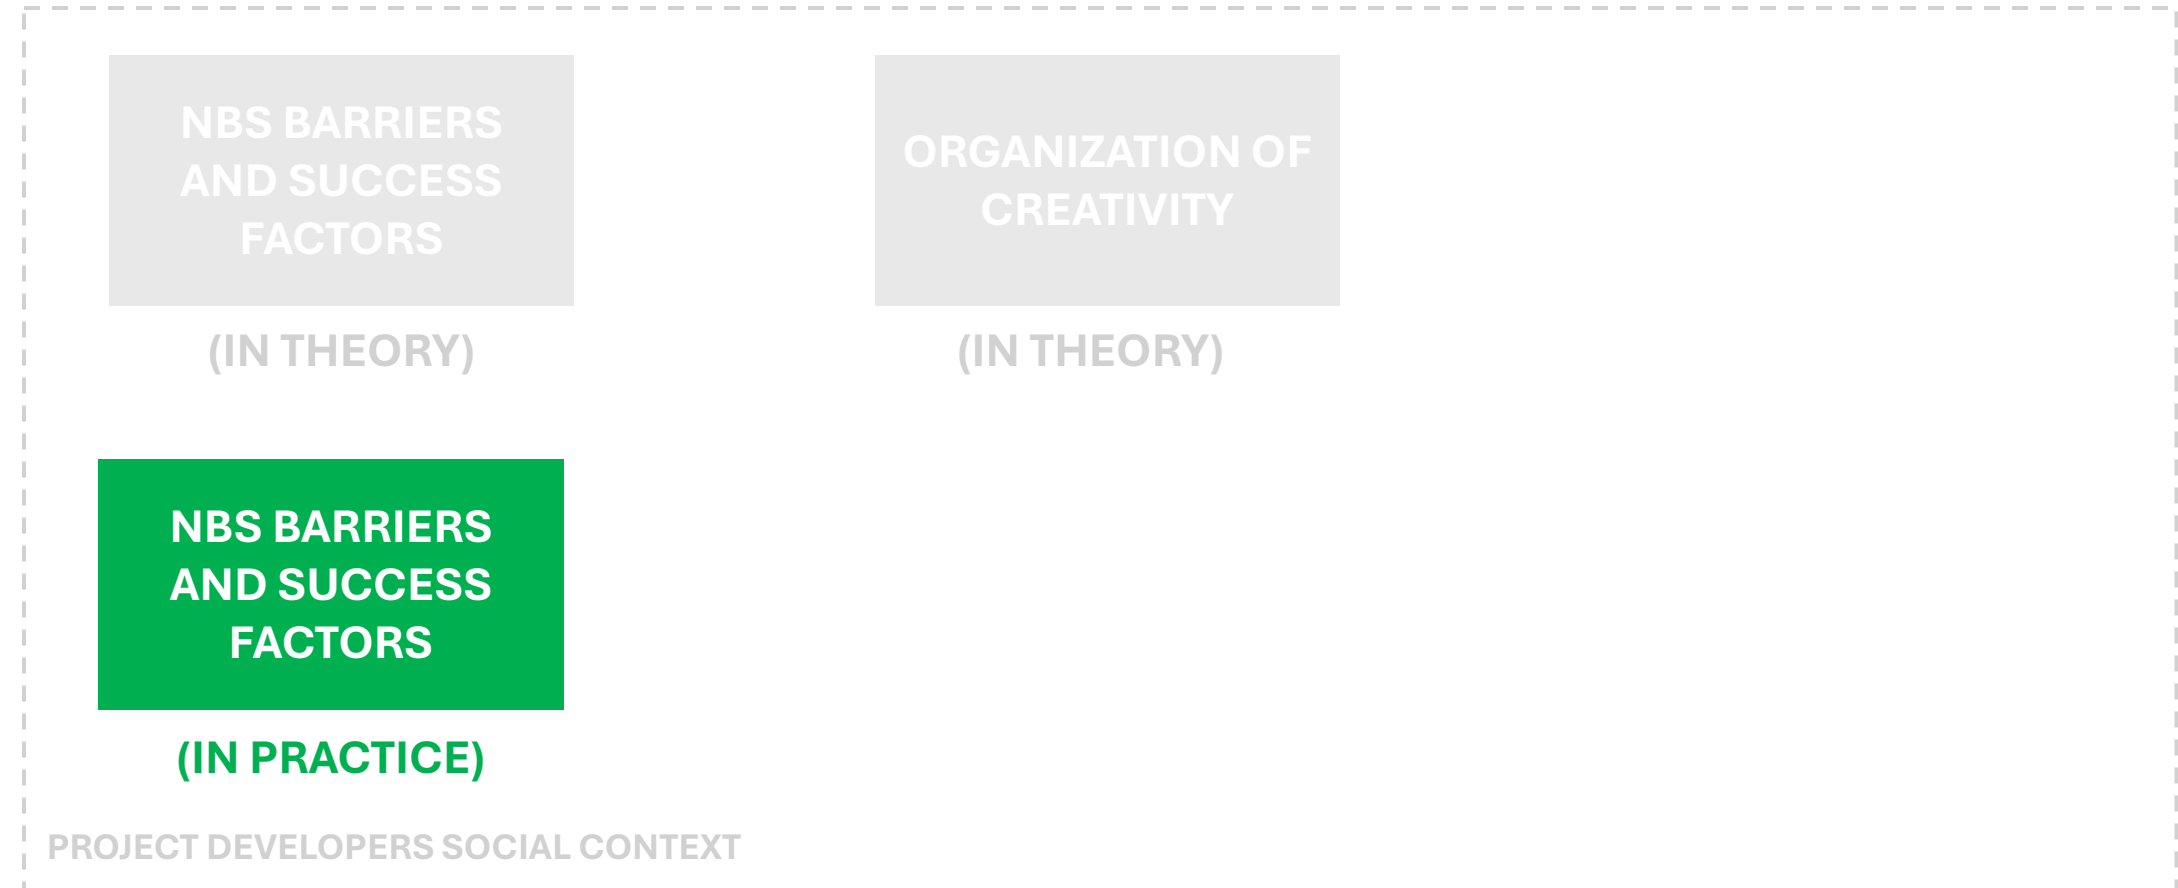 NBS BARRIERS
AND SUCCESS
FACTORS
(IN THEORY)
ORGANIZATION OF
CREATIVITY
(IN THEORY)
NBS BARRIERS
AND SUCCESS
FACTORS
(IN PRACTICE)
PROJECT DEVELOPERS SOCIAL CONTEXT